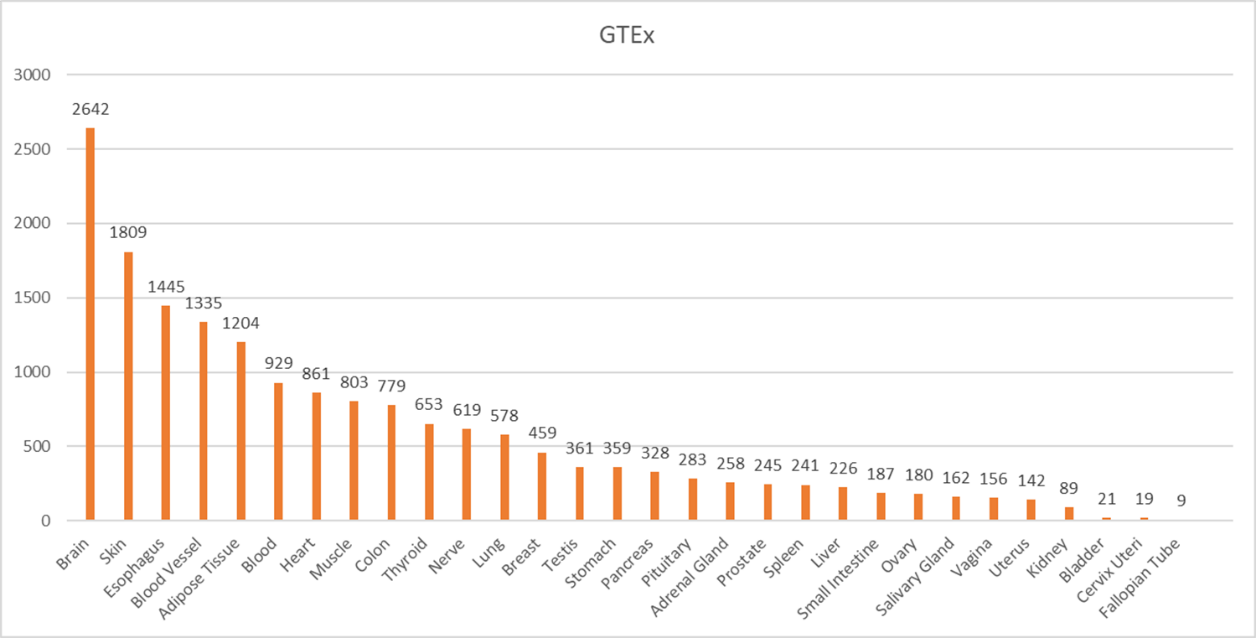 GTEx
3000
2500
2000
1500
1000
500
0
2642
1809
1445
1335
1204
929
861
803
779
653
619
578
459
361
359
328
283
258
245
241
226
187
180
162
156
142
89
21
19
9
Brain
Skin
Esophagus
Blood Vessel
Adipose Tissue
Blood
Heart
Muscle
Colon
Thyroid
Nerve
Lung
Breast
Testis
Stomach
Pancreas
Pituitary
Adrenal Gland
Prostate
Spleen
Liver
Small Intestine
Ovary
Salivary Gland
Vagina
Uterus
Kidney
Bladder
Cervix Uteri
Fallopian Tube